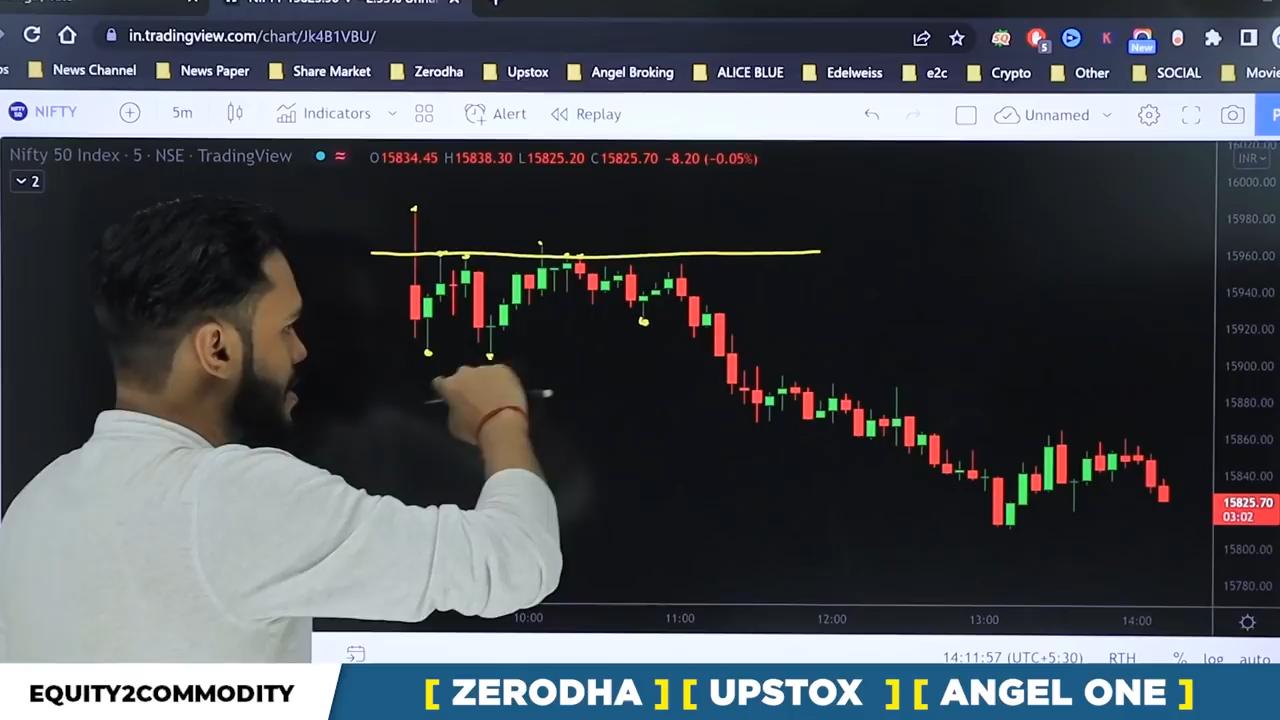 in.tradingview.com/chart/Jk4B1VBU/
5
New
News Channel News Paper Share Market Zerodha Upstox Angel Broking ALICE BLUE Edelweiss e2c Crypto Other SOCIAL
NIFTY 5m Indicators Alert Replay Unnamed
Nifty 50 Index · 5 · NSE · TradingView O15834.45 H15838.30 L15825.20 C15825.70 −8.20 (−0.05%)
INR
2
16000.00
15980.00
15960.00
15940.00
15920.00
15900.00
15880.00
15860.00
15840.00
15825.70
03:02
15800.00
15780.00
10:00 11:00 12:00 13:00 14:00
14:11:57 (UTC+5:30) RTH % log auto
EQUITY2COMMODITY
[ ZERODHA ] [ UPSTOX ] [ ANGEL ONE ]